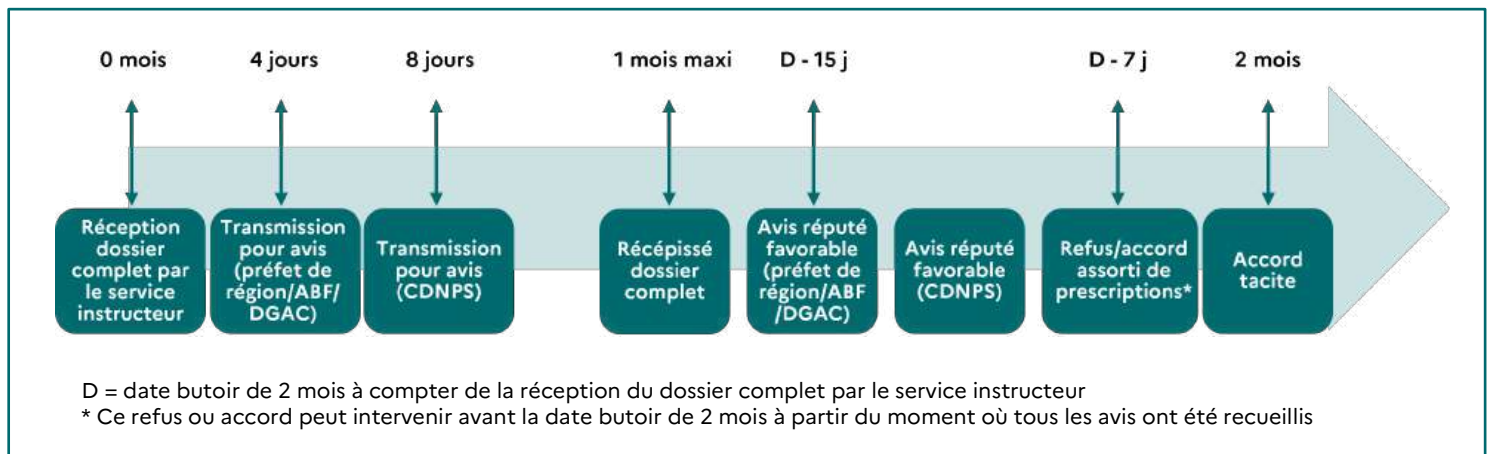 0 mois
4 jours
8 jours
1 mois maxi
D - 15 j
D - 7 j
2 mois
Réception
dossier
complet par
le service
instructeur
Transmission
pour avis
(préfet de
région/ABF/
DGAC)
Transmission
pour avis
(CDNPS)
Récépissé
dossier
complet
Avis réputé
favorable
(préfet de
région/ABF
/DGAC)
Avis réputé
favorable
(CDNPS)
Refus/accord
assorti de
prescriptions*
Accord
tacite
D = date butoir de 2 mois à compter de la réception du dossier complet par le service instructeur
* Ce refus ou accord peut intervenir avant la date butoir de 2 mois à partir du moment où tous les avis ont été recueillis